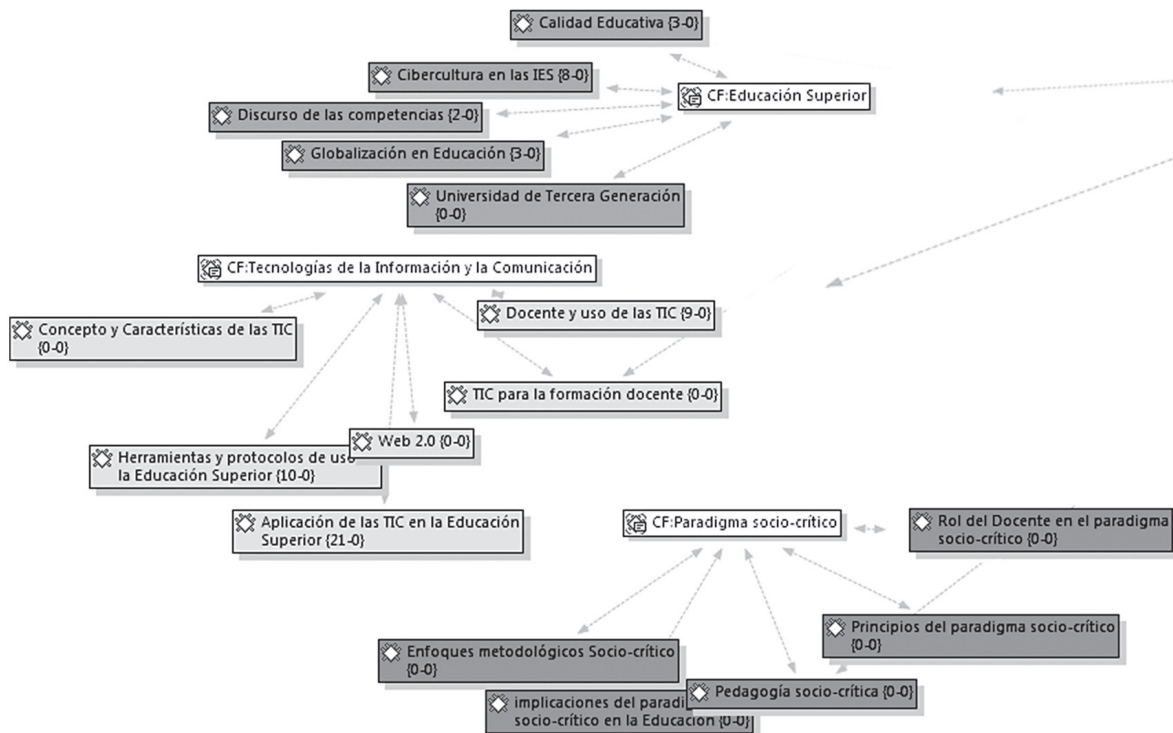 Calidad Educativa {3-0}
Cibercultura en las IES {8-0}
CF:Educación Superior
Discurso de las competencias {2-0}
Globalización en Educación {3-0}
Universidad de Tercera Generación
{0-0}
CF:Tecnologías de la Información y la Comunicación
Docente y uso de las TIC {9-0}
Concepto y Características de las TIC
{0-0}
TIC para la formación docente {0-0}
Web 2.0 {0-0}
Herramientas y protocolos de uso
la Educación Superior {10-0}
Aplicación de las TIC en la Educación
Superior {21-0}
CF:Paradigma socio-crítico
Rol del Docente en el paradigma
socio-crítico {0-0}
Principios del paradigma socio-crítico
{0-0}
Enfoques metodológicos Socio-crítico
{0-0}
Pedagogía socio-crítica {0-0}
implicaciones del
socio-crítico en la Educación {0-0}